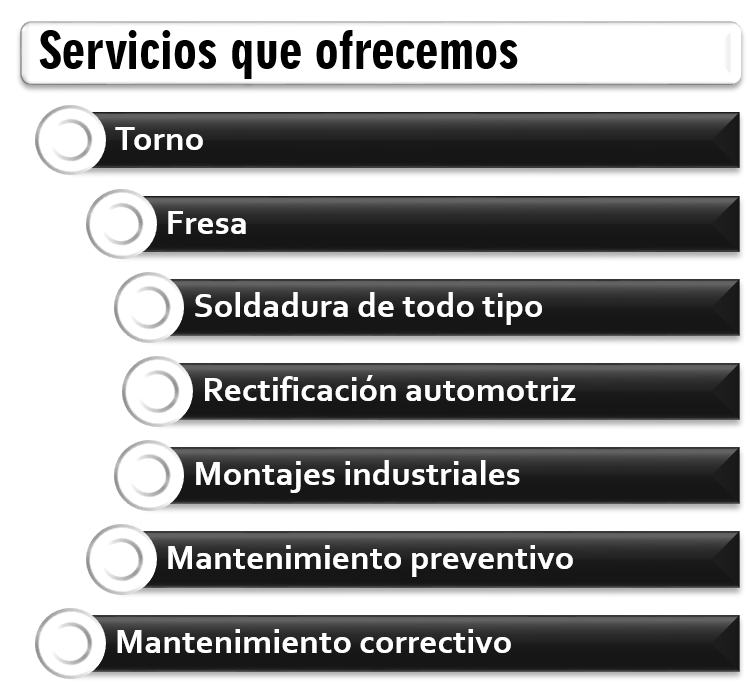 Servicios que ofrecemos
Torno
Fresa
Soldadura de todo tipo
Rectificación automotriz
Montajes industriales
Mantenimiento preventivo
Mantenimiento correctivo